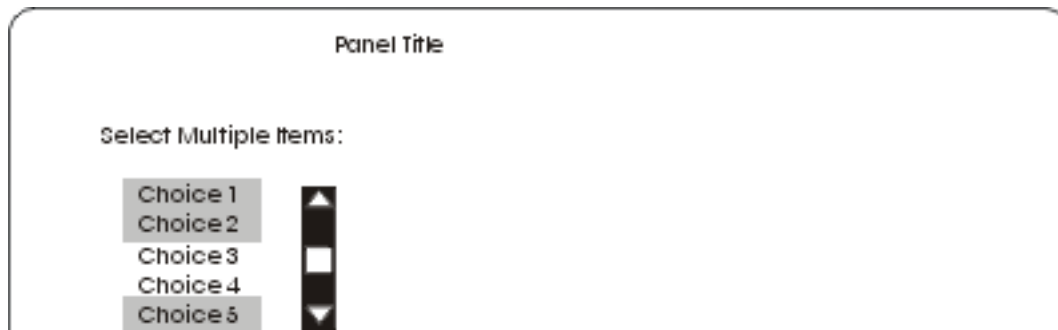 Panel Title
Select Multiple Items:
Choice 1
Choice 2
Choice 3
Choice 4
Choice 5